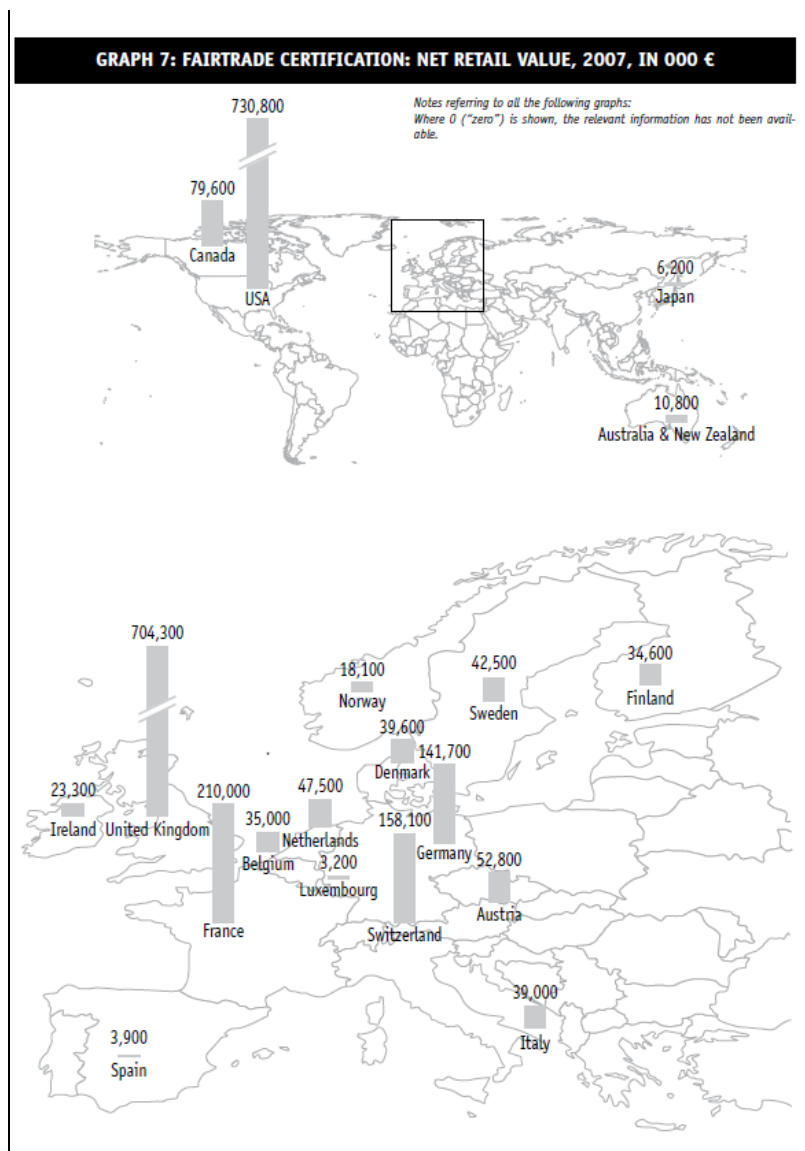 GRAPH 7: FAIRTRADE CERTIFICATION: NET RETAIL VALUE, 2007, IN 000 €
Notes referring to all the following graphs:
Where 0 ("zero") is shown, the relevant information has not been avail-
able.
730,800
79,600
Canada
USA
6,200
Japan
10,800
Australia & New Zealand
704,300
18,100
Norway
42,500
Sweden
34,600
Finland
39,600
Denmark
141,700
Germany
23,300
Ireland
United Kingdom
210,000
France
35,000
Belgium
47,500
Netherlands
3,200
Luxembourg
158,100
Switzerland
52,800
Austria
39,000
Italy
3,900
Spain